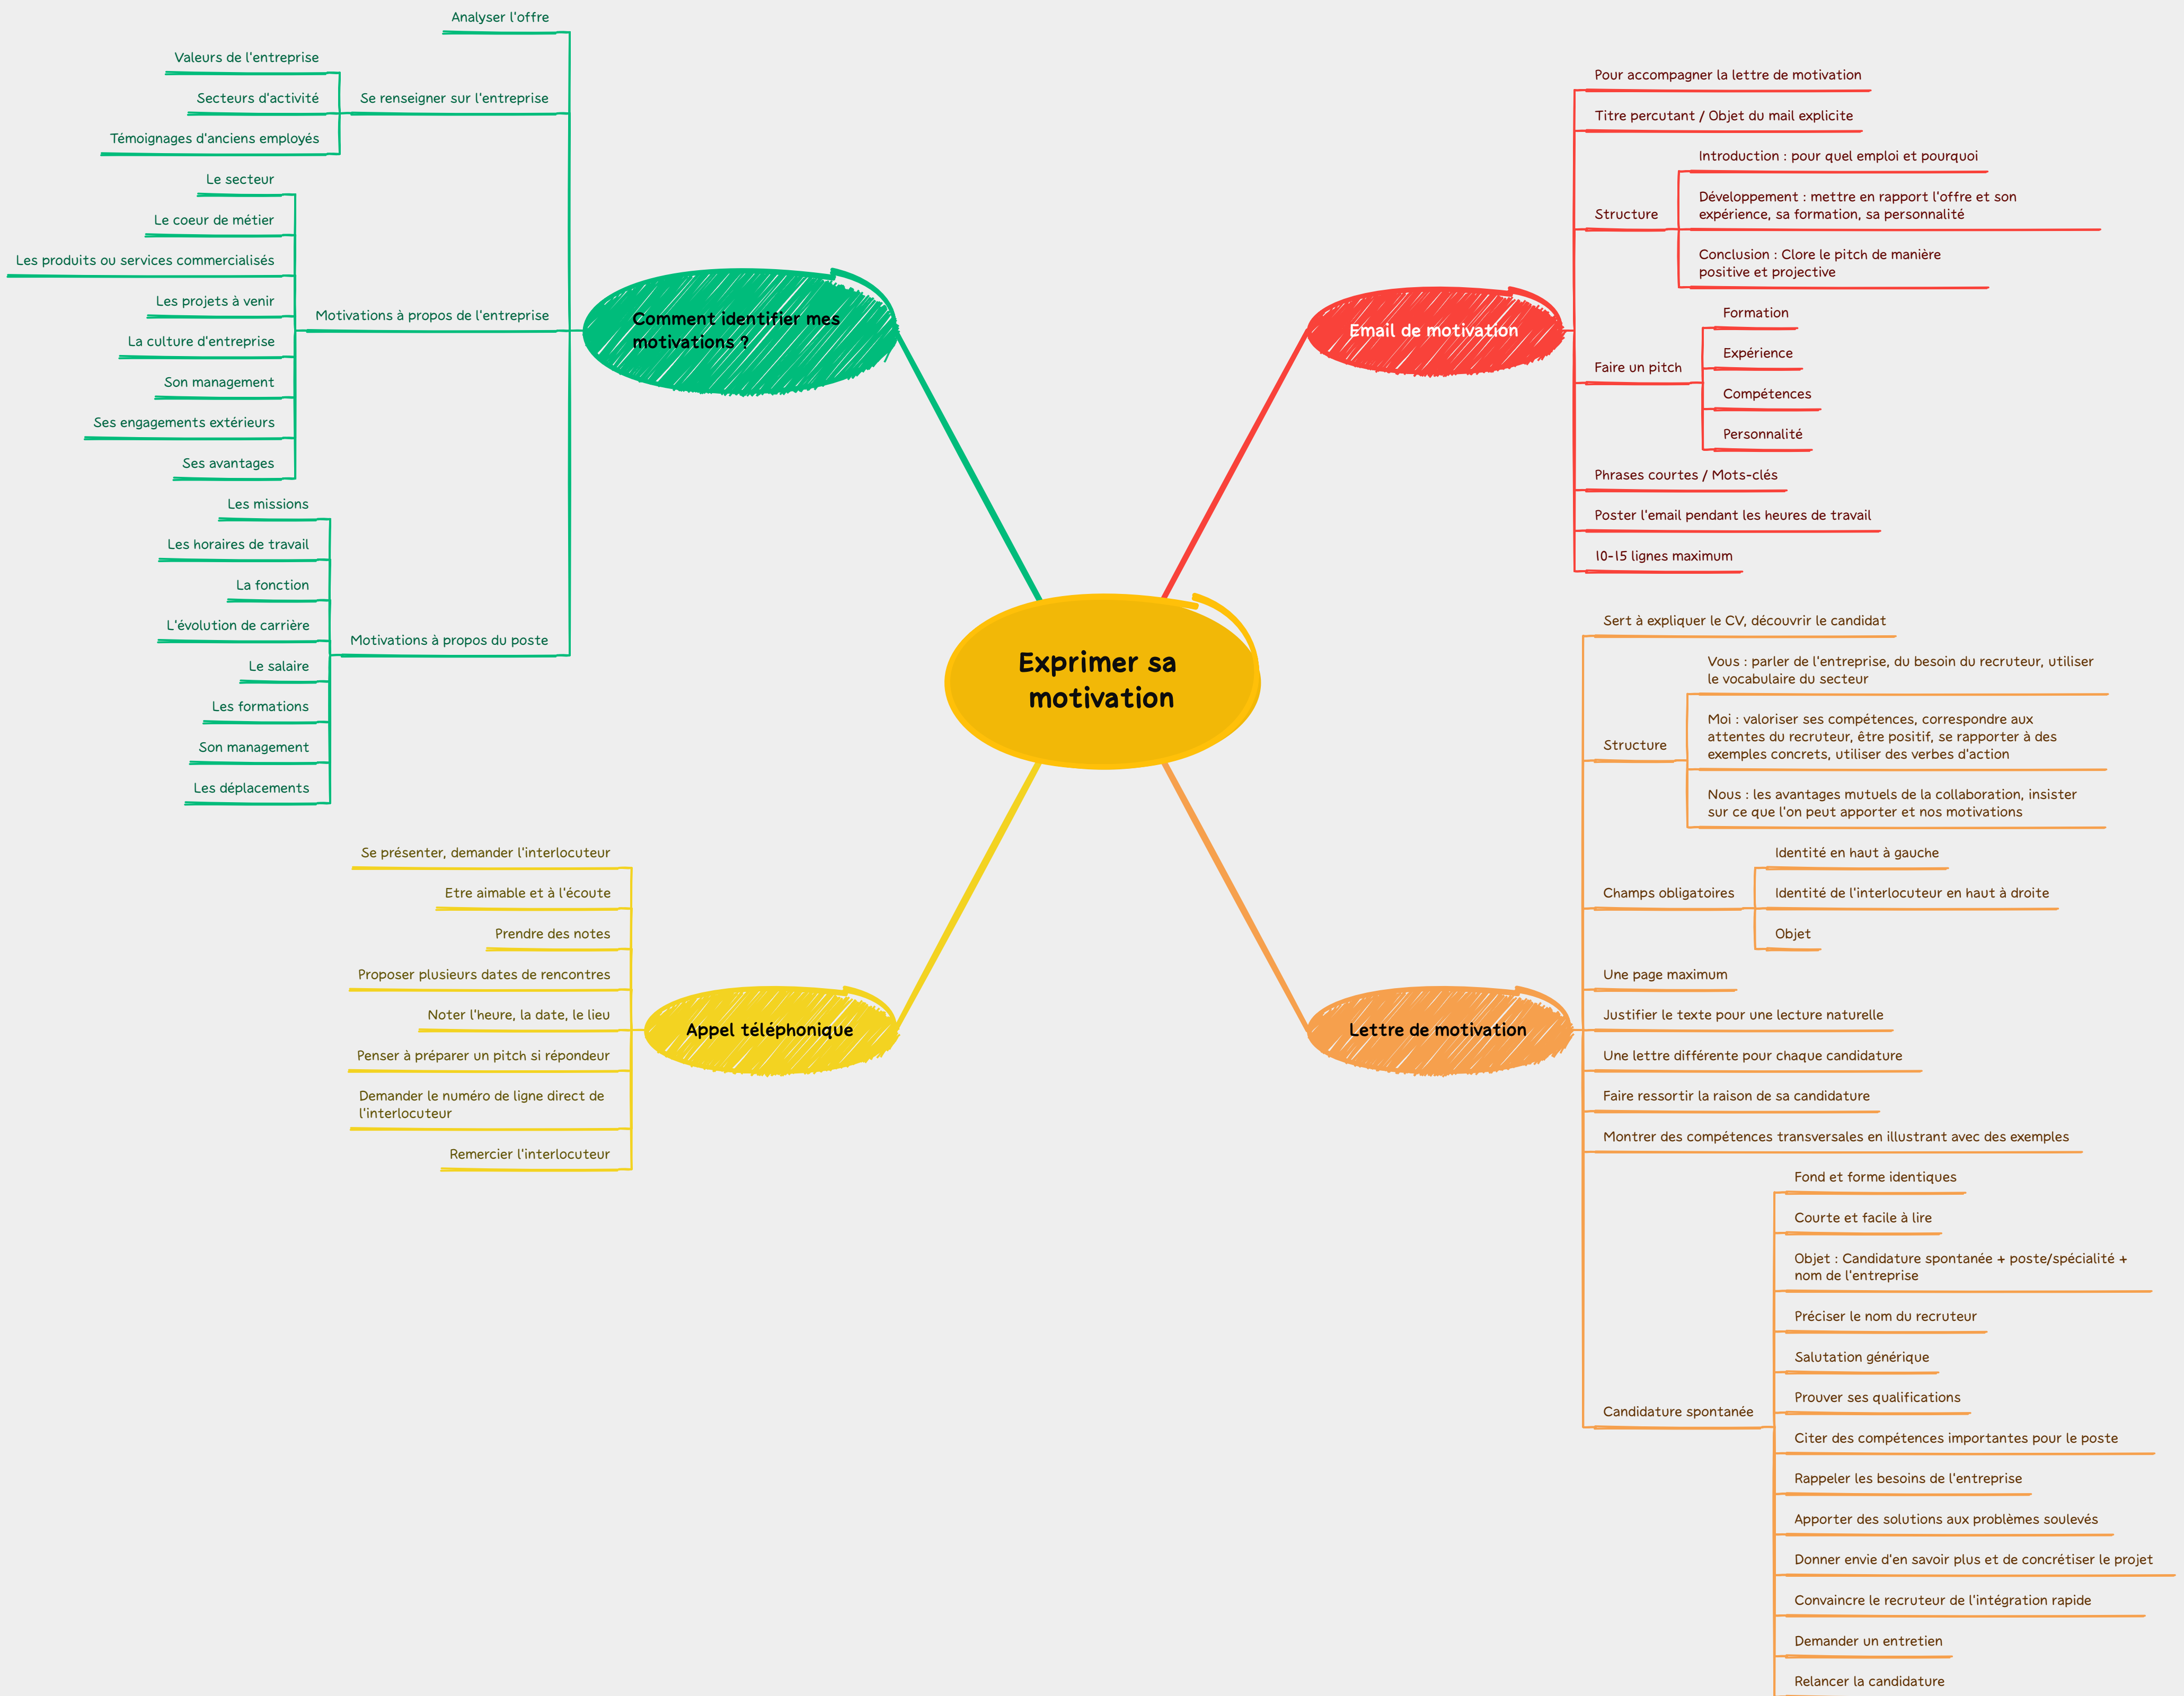 Exprimer sa
motivation
Comment identifier mes
motivations ?
Analyser l'offre
Se renseigner sur l'entreprise
Valeurs de l'entreprise
Secteurs d'activité
Témoignages d'anciens employés
Motivations à propos de l'entreprise
Le secteur
Le coeur de métier
Les produits ou services commercialisés
Les projets à venir
La culture d'entreprise
Son management
Ses engagements extérieurs
Ses avantages
Motivations à propos du poste
Les missions
Les horaires de travail
La fonction
L'évolution de carrière
Le salaire
Les formations
Son management
Les déplacements
Email de motivation
Pour accompagner la lettre de motivation
Titre percutant / Objet du mail explicite
Structure
Introduction : pour quel emploi et pourquoi
Développement : mettre en rapport l'offre et son
expérience, sa formation, sa personnalité
Conclusion : Clore le pitch de manière
positive et projective
Faire un pitch
Formation
Expérience
Compétences
Personnalité
Phrases courtes / Mots-clés
Poster l'email pendant les heures de travail
10-15 lignes maximum
Appel téléphonique
Se présenter, demander l'interlocuteur
Etre aimable et à l'écoute
Prendre des notes
Proposer plusieurs dates de rencontres
Noter l'heure, la date, le lieu
Penser à préparer un pitch si répondeur
Demander le numéro de ligne direct de
l'interlocuteur
Remercier l'interlocuteur
Lettre de motivation
Sert à expliquer le CV, découvrir le candidat
Structure
Vous : parler de l'entreprise, du besoin du recruteur, utiliser
le vocabulaire du secteur
Moi : valoriser ses compétences, correspondre aux
attentes du recruteur, être positif, se rapporter à des
exemples concrets, utiliser des verbes d'action
Nous : les avantages mutuels de la collaboration, insister
sur ce que l'on peut apporter et nos motivations
Champs obligatoires
Identité en haut à gauche
Identité de l'interlocuteur en haut à droite
Objet
Une page maximum
Justifier le texte pour une lecture naturelle
Une lettre différente pour chaque candidature
Faire ressortir la raison de sa candidature
Montrer des compétences transversales en illustrant avec des exemples
Candidature spontanée
Fond et forme identiques
Courte et facile à lire
Objet : Candidature spontanée + poste/spécialité +
nom de l'entreprise
Préciser le nom du recruteur
Salutation générique
Prouver ses qualifications
Citer des compétences importantes pour le poste
Rappeler les besoins de l'entreprise
Apporter des solutions aux problèmes soulevés
Donner envie d'en savoir plus et de concrétiser le projet
Convaincre le recruteur de l'intégration rapide
Demander un entretien
Relancer la candidature